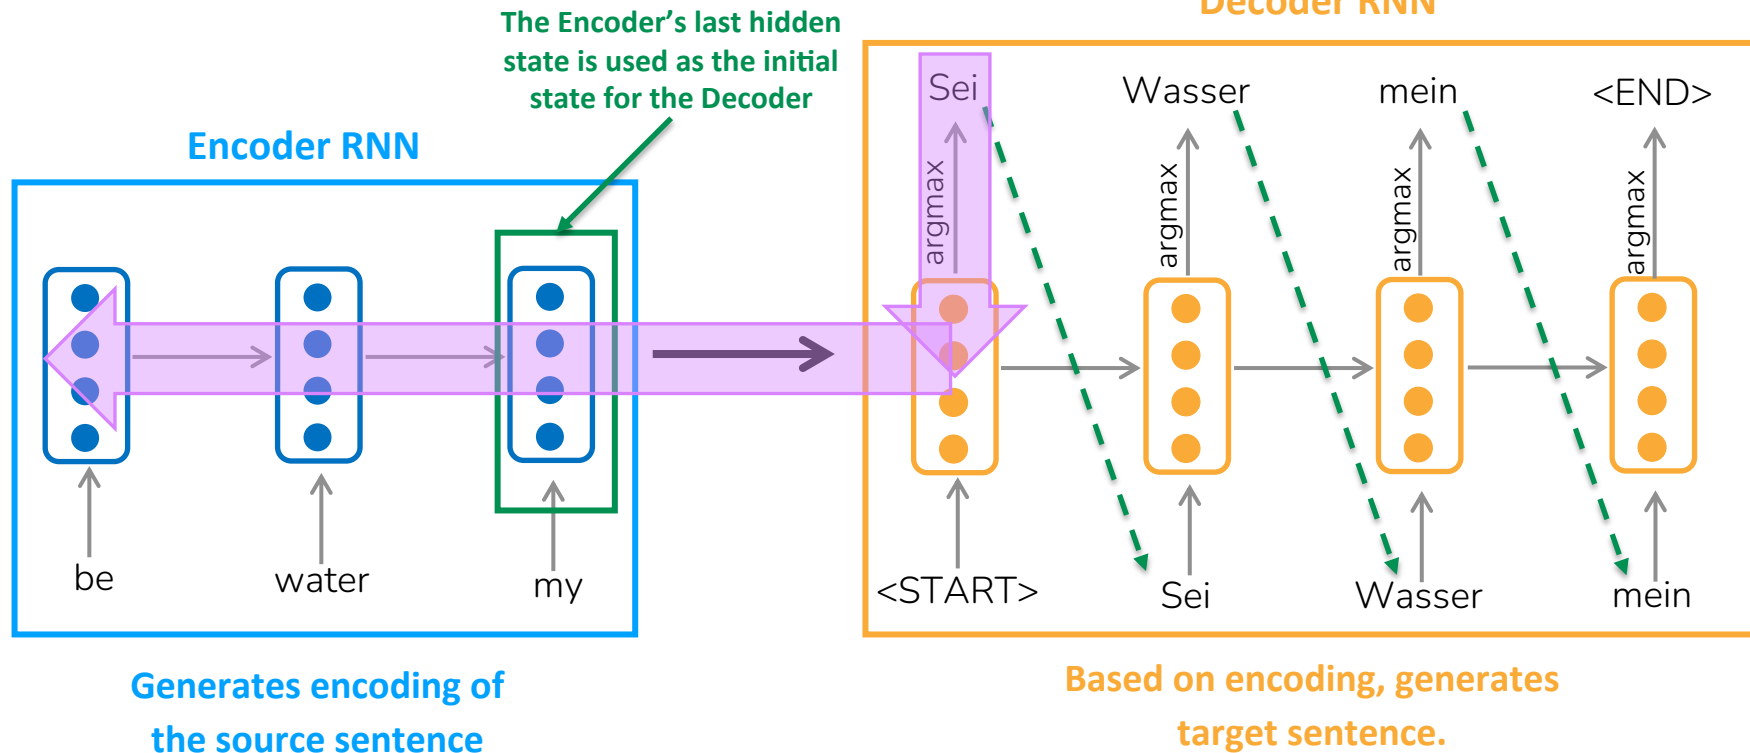 The Encoder's last hidden
state is used as the initial
state for the Decoder
Encoder RNN
be
water
my
Generates encoding of
the source sentence
Decoder RNN
Sei
Wasser
mein
<END>
argmax
argmax
argmax
argmax
<START>
Sei
Wasser
mein
Based on encoding, generates
target sentence.